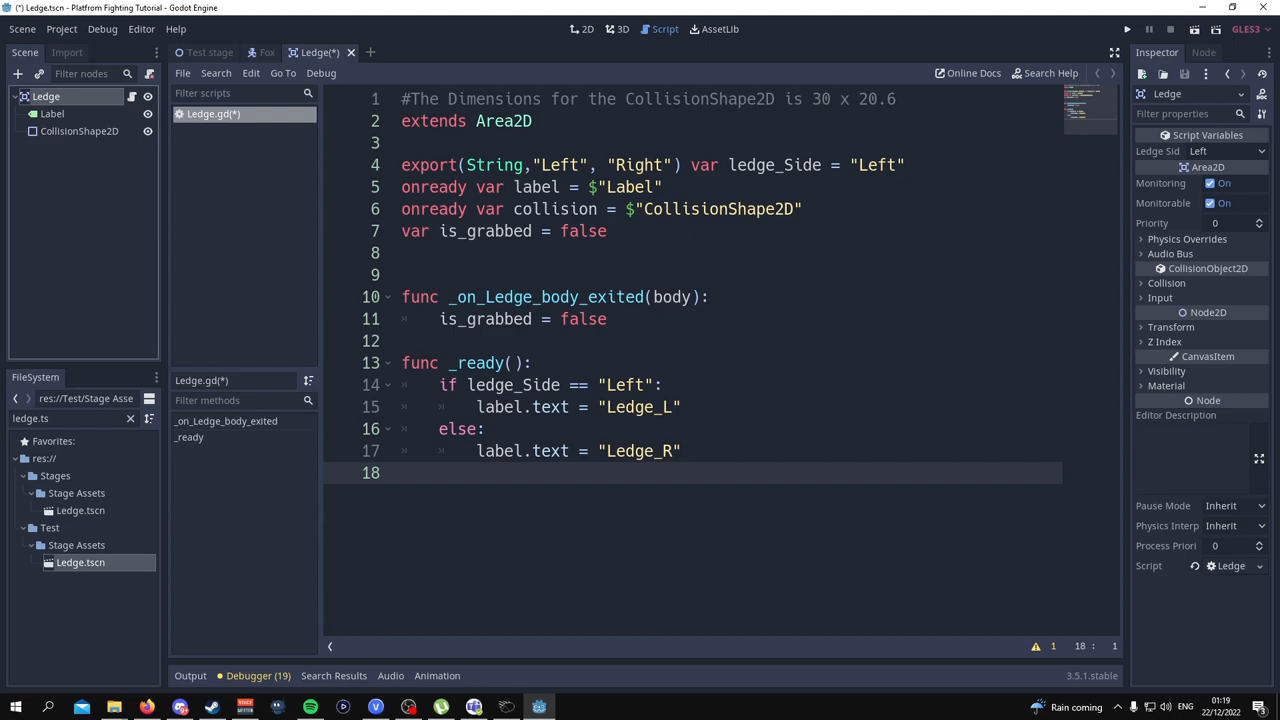 (*) Ledge.tscn - Platfrom Fighting Tutorial - Godot Engine
Scene Project Debug Editor Help
2D 3D Script AssetLib
GLES3
Scene Import
Filter nodes
Ledge
Label
CollisionShape2D
FileSystem
res://Test/Stage Asse
ledge.ts
Favorites:
res://
Stages
Stage Assets
Ledge.tscn
Test
Stage Assets
Ledge.tscn
Test stage Fox Ledge(*)
File Search Edit Go To Debug
Online Docs Search Help
Filter scripts
Ledge.gd(*)
Ledge.gd(*)
Filter methods
_on_Ledge_body_exited
_ready
1 #The Dimensions for the CollisionShape2D is 30 x 20.6
2 extends Area2D
3
4 export(String,"Left", "Right") var ledge_Side = "Left"
5 onready var label = $"Label"
6 onready var collision = $"CollisionShape2D"
7 var is_grabbed = false
8
9
10 func _on_Ledge_body_exited(body):
11 is_grabbed = false
12
13 func _ready():
14 if ledge_Side == "Left":
15 label.text = "Ledge_L"
16 else:
17 label.text = "Ledge_R"
18
1 18 : 1
Output Debugger (19) Search Results Audio Animation
3.5.1.stable
Inspector Node
Ledge
Filter properties
Script Variables
Ledge Sid Left
Area2D
Monitoring On
Monitorable On
Priority 0
Physics Overrides
Audio Bus
CollisionObject2D
Collision
Input
Node2D
Transform
Z Index
CanvasItem
Visibility
Material
Node
Editor Description
Pause Mode Inherit
Physics Interp Inherit
Process Priori 0
Script Ledge
Rain coming
01:19
22/12/2022